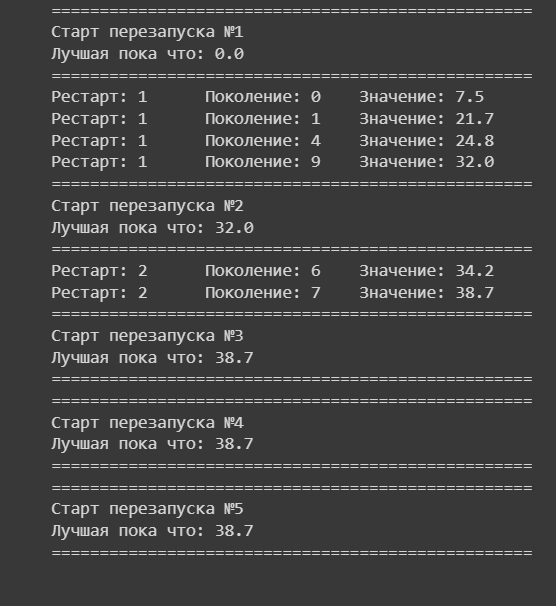 ==================================================
Старт перезапуска №1
Лучшая пока что: 0.0
==================================================
Рестарт: 1      Поколение: 0    Значение: 7.5
Рестарт: 1      Поколение: 1    Значение: 21.7
Рестарт: 1      Поколение: 4    Значение: 24.8
Рестарт: 1      Поколение: 9    Значение: 32.0
==================================================
Старт перезапуска №2
Лучшая пока что: 32.0
==================================================
Рестарт: 2      Поколение: 6    Значение: 34.2
Рестарт: 2      Поколение: 7    Значение: 38.7
==================================================
Старт перезапуска №3
Лучшая пока что: 38.7
==================================================
==================================================
Старт перезапуска №4
Лучшая пока что: 38.7
==================================================
==================================================
Старт перезапуска №5
Лучшая пока что: 38.7
==================================================